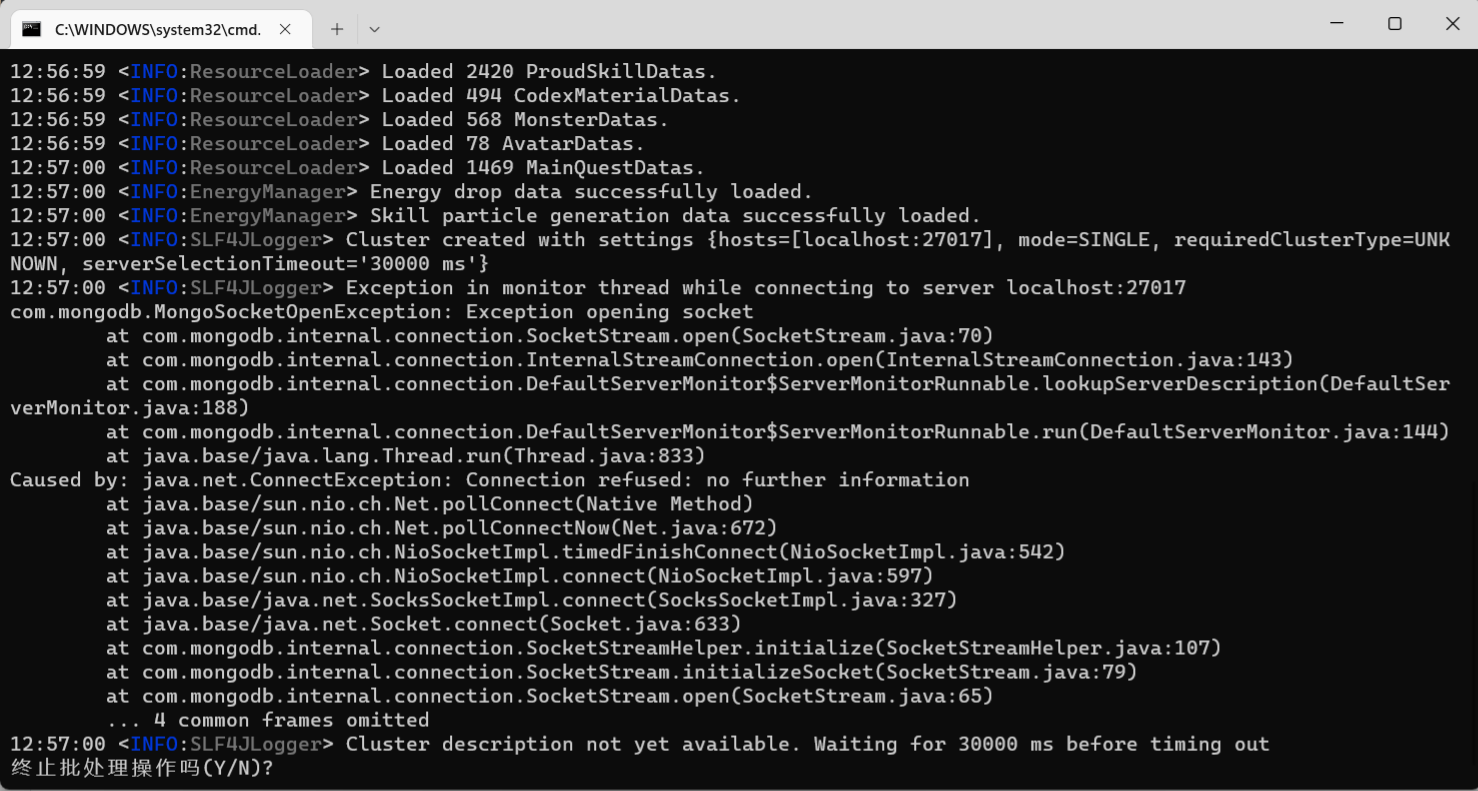 C:\WINDOWS\system32\cmd.
12:56:59 <INFO:ResourceLoader> Loaded 2420 ProudSkillDatas.
12:56:59 <INFO:ResourceLoader> Loaded 494 CodexMaterialDatas.
12:56:59 <INFO:ResourceLoader> Loaded 568 MonsterDatas.
12:56:59 <INFO:ResourceLoader> Loaded 78 AvatarDatas.
12:57:00 <INFO:ResourceLoader> Loaded 1469 MainQuestDatas.
12:57:00 <INFO:EnergyManager> Energy drop data successfully loaded.
12:57:00 <INFO:EnergyManager> Skill particle generation data successfully loaded.
12:57:00 <INFO:SLF4JLogger> Cluster created with settings {hosts=[localhost:27017], mode=SINGLE, requiredClusterType=UNK
NOWN, serverSelectionTimeout='30000 ms'}
12:57:00 <INFO:SLF4JLogger> Exception in monitor thread while connecting to server localhost:27017
com.mongodb.MongoSocketOpenException: Exception opening socket
        at com.mongodb.internal.connection.SocketStream.open(SocketStream.java:70)
        at com.mongodb.internal.connection.InternalStreamConnection.open(InternalStreamConnection.java:143)
        at com.mongodb.internal.connection.DefaultServerMonitor$ServerMonitorRunnable.lookupServerDescription(DefaultSer
verMonitor.java:188)
        at com.mongodb.internal.connection.DefaultServerMonitor$ServerMonitorRunnable.run(DefaultServerMonitor.java:144)
        at java.base/java.lang.Thread.run(Thread.java:833)
Caused by: java.net.ConnectException: Connection refused: no further information
        at java.base/sun.nio.ch.Net.pollConnect(Native Method)
        at java.base/sun.nio.ch.Net.pollConnectNow(Net.java:672)
        at java.base/sun.nio.ch.NioSocketImpl.timedFinishConnect(NioSocketImpl.java:542)
        at java.base/sun.nio.ch.NioSocketImpl.connect(NioSocketImpl.java:597)
        at java.base/java.net.SocksSocketImpl.connect(SocksSocketImpl.java:327)
        at java.base/java.net.Socket.connect(Socket.java:633)
        at com.mongodb.internal.connection.SocketStreamHelper.initialize(SocketStreamHelper.java:107)
        at com.mongodb.internal.connection.SocketStream.initializeSocket(SocketStream.java:79)
        at com.mongodb.internal.connection.SocketStream.open(SocketStream.java:65)
        ... 4 common frames omitted
12:57:00 <INFO:SLF4JLogger> Cluster description not yet available. Waiting for 30000 ms before timing out
终止批处理操作吗(Y/N)?